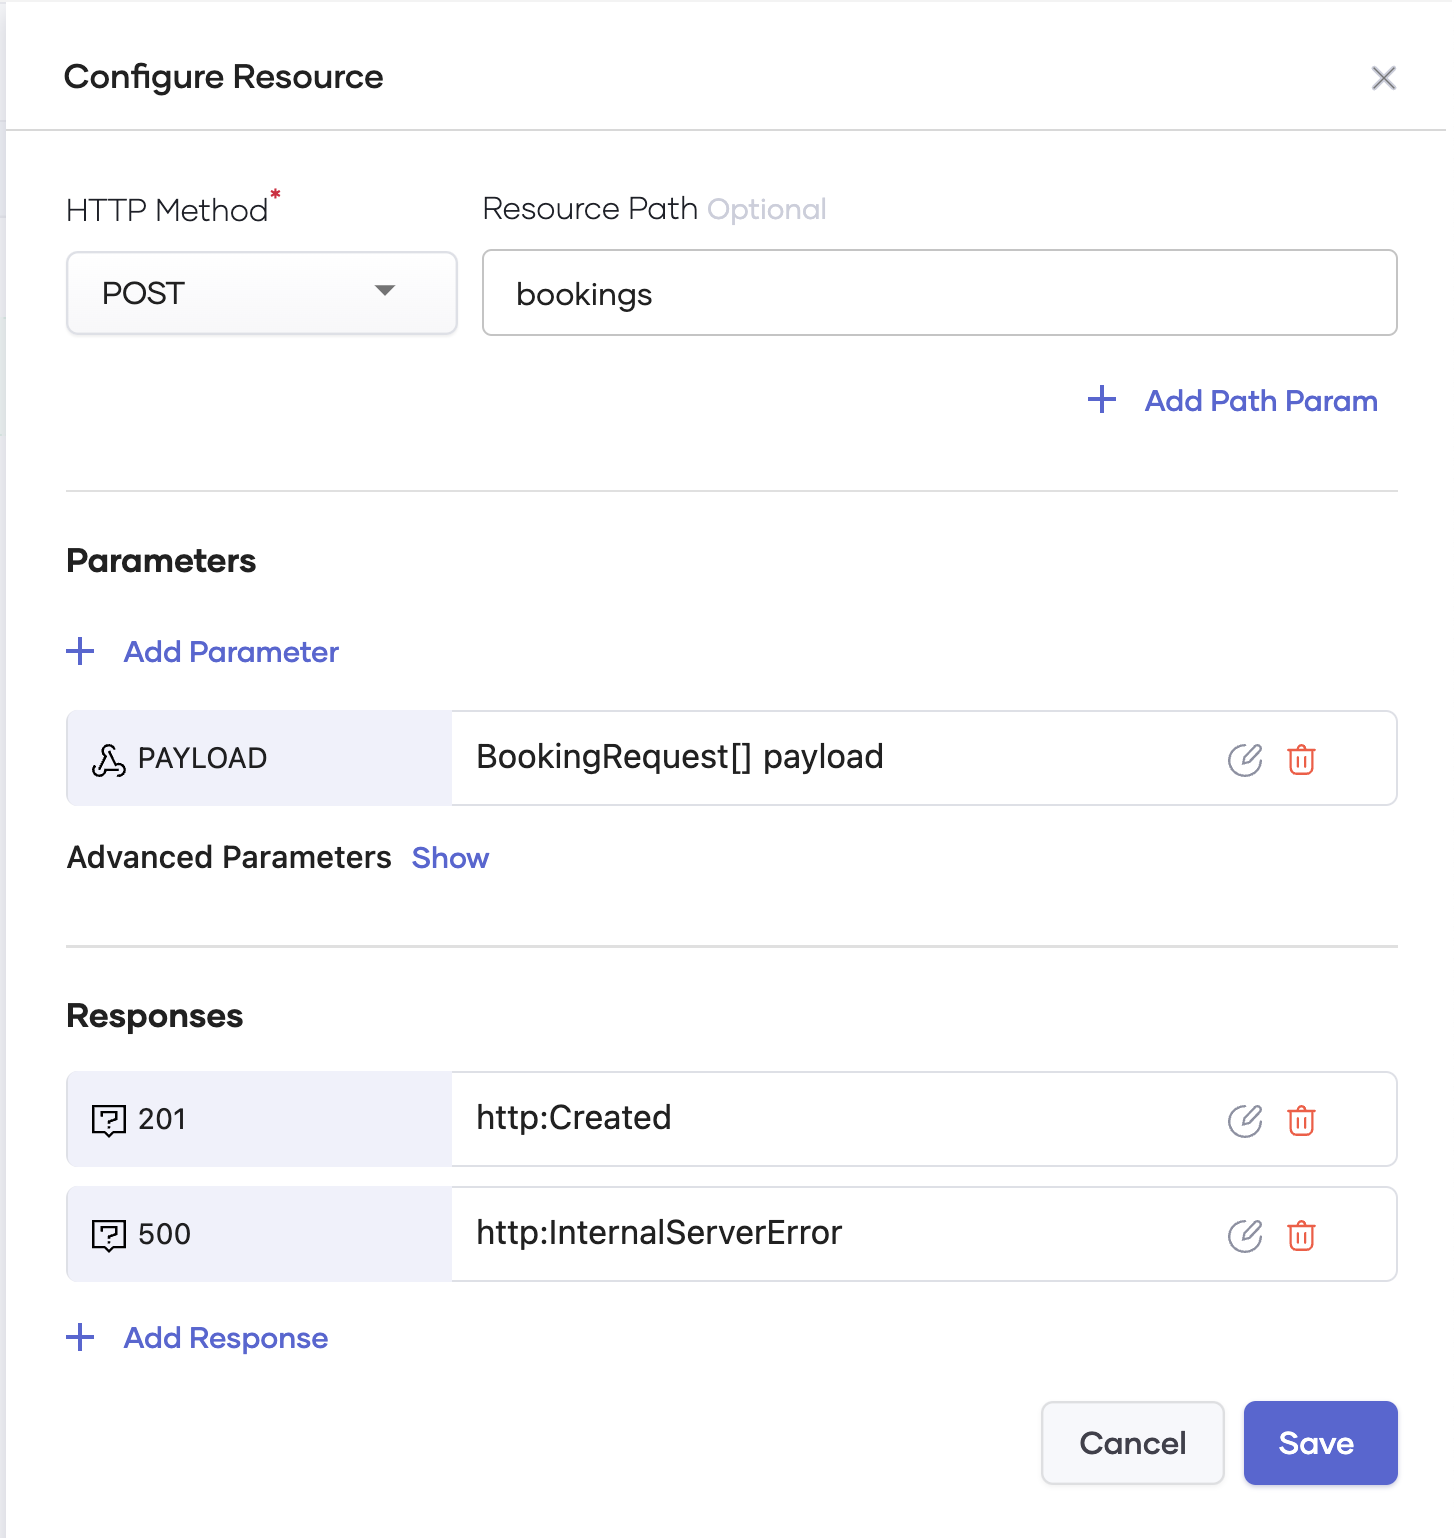 Configure Resource
HTTP Method* Resource Path Optional
POST bookings
Add Path Param
Parameters
Add Parameter
PAYLOAD BookingRequest[] payload
Advanced Parameters Show
Responses
201 http:Created
500 http:InternalServerError
Add Response
Cancel Save